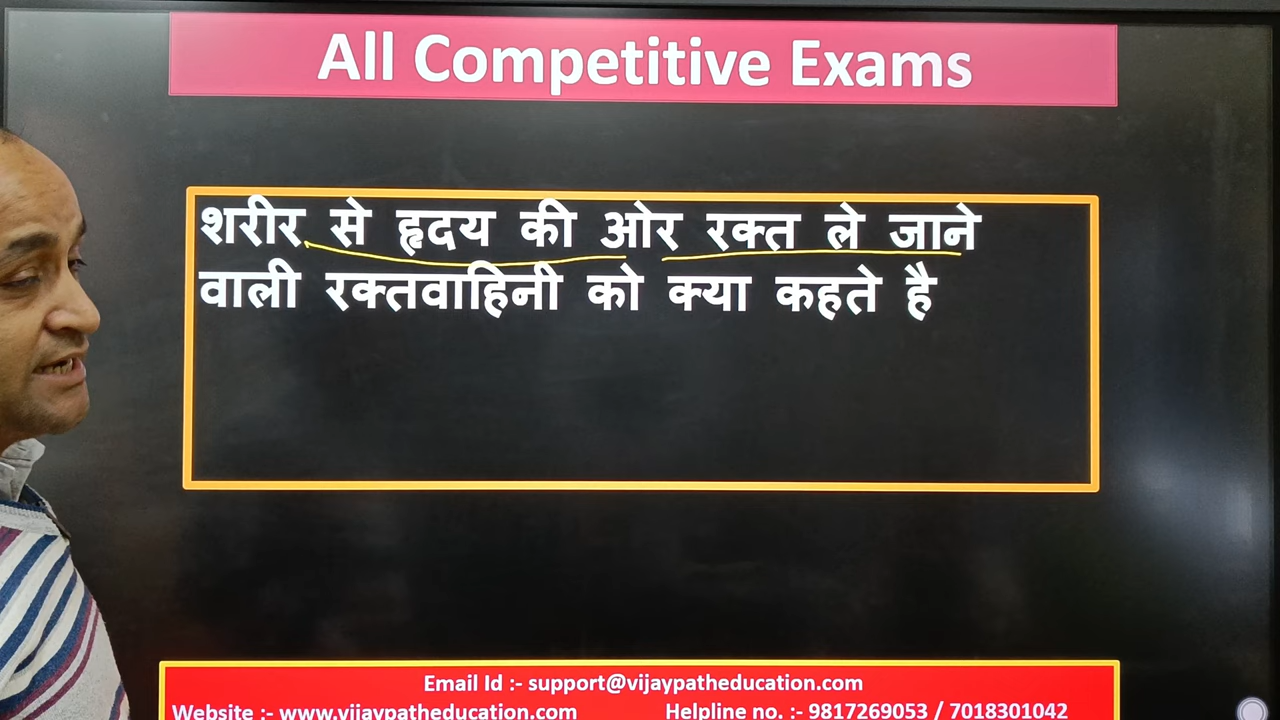 All Competitive Exams
शरीर से हृदय की ओर रक्त ले जाने
वाली रक्तवाहिनी को क्या कहते है
Email Id :- support@vijaypatheducation.com
Website :- www.vijaypatheducation.com Helpline no. :- 9817269053 / 7018301042